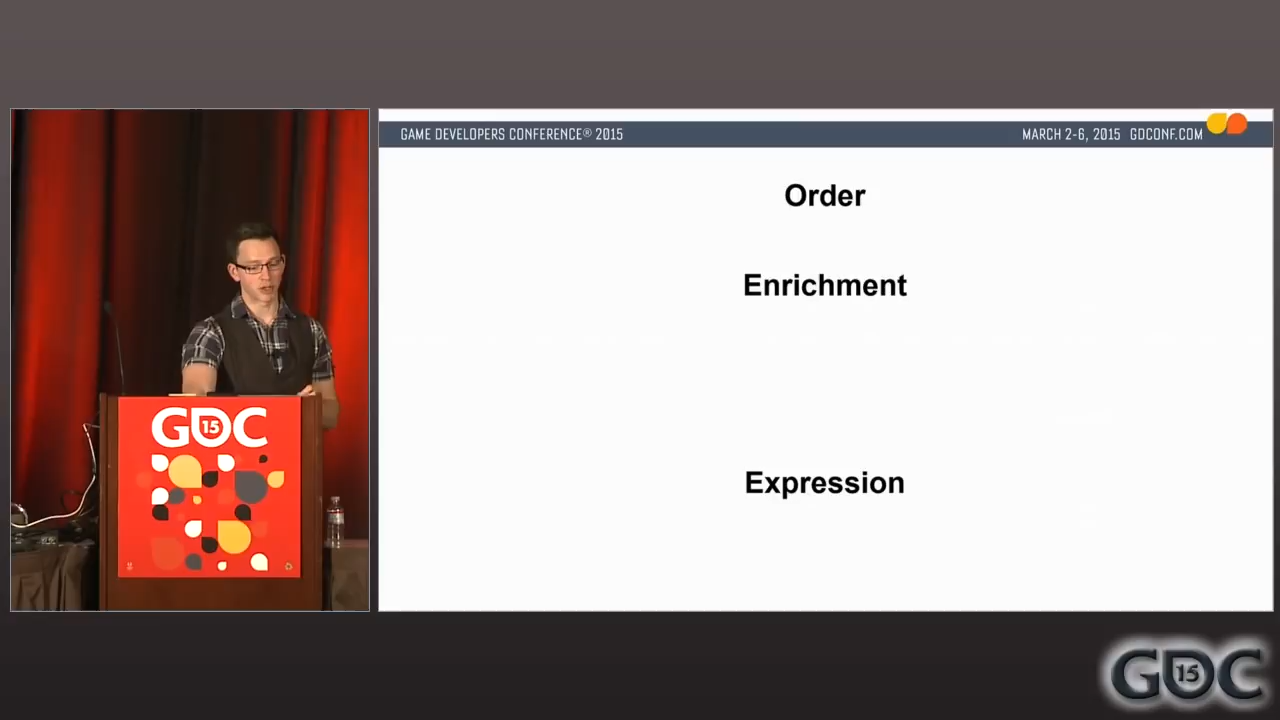 GAME DEVELOPERS CONFERENCE® 2015
MARCH 2-6, 2015 GDCONF.COM
Order
Enrichment
Expression
GDC
15
GDC
15